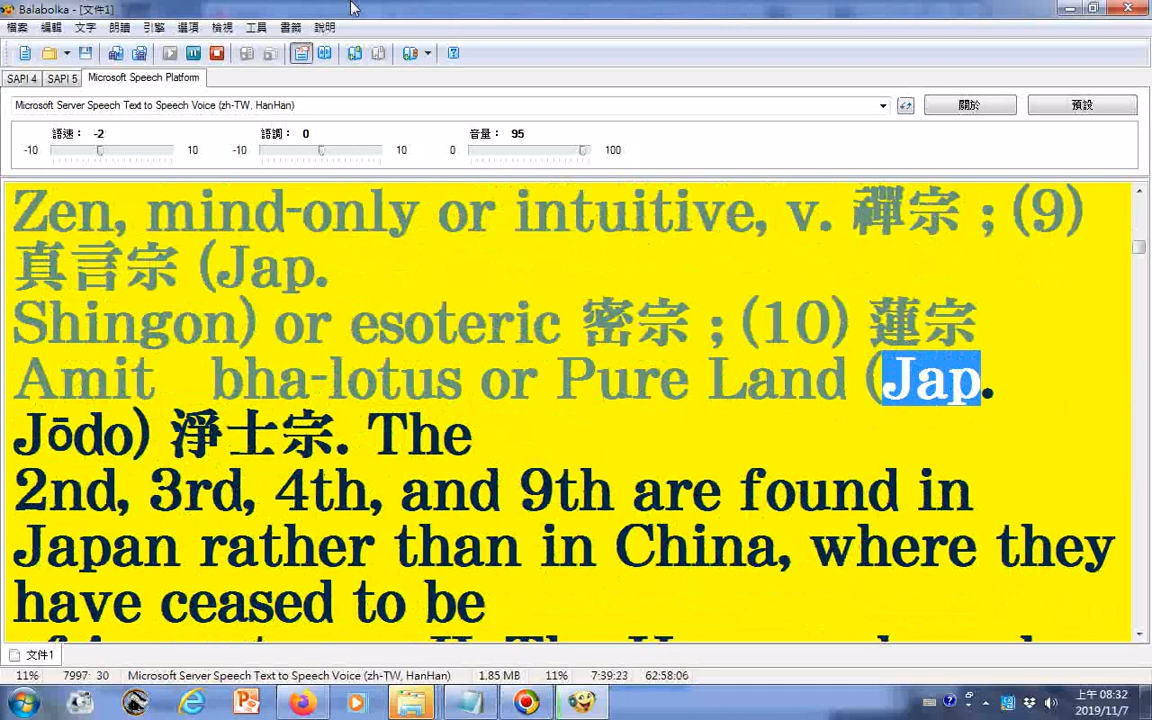 Balabolka - [文件1]
檔案 編輯 文字 朗讀 引擎 選項 檢視 工具 書籤 說明
SAPI 4 SAPI 5 Microsoft Speech Platform
Microsoft Server Speech Text to Speech Voice (zh-TW, HanHan) 關於 預設
語速： -2 語調： 0 音量： 95
-10 10 -10 10 0 100
Zen, mind-only or intuitive, v. 禪宗 ; (9)
真言宗 (Jap.
Shingon) or esoteric 密宗 ; (10) 蓮宗
Amit bha-lotus or Pure Land (Jap.
Jōdo) 淨土宗. The
2nd, 3rd, 4th, and 9th are found in
Japan rather than in China, where they
have ceased to be
文件1
11% 7997: 30 Microsoft Server Speech Text to Speech Voice (zh-TW, HanHan) 1.85 MB 11% 7:39:23 62:58:06
上午 08:32
2019/11/7